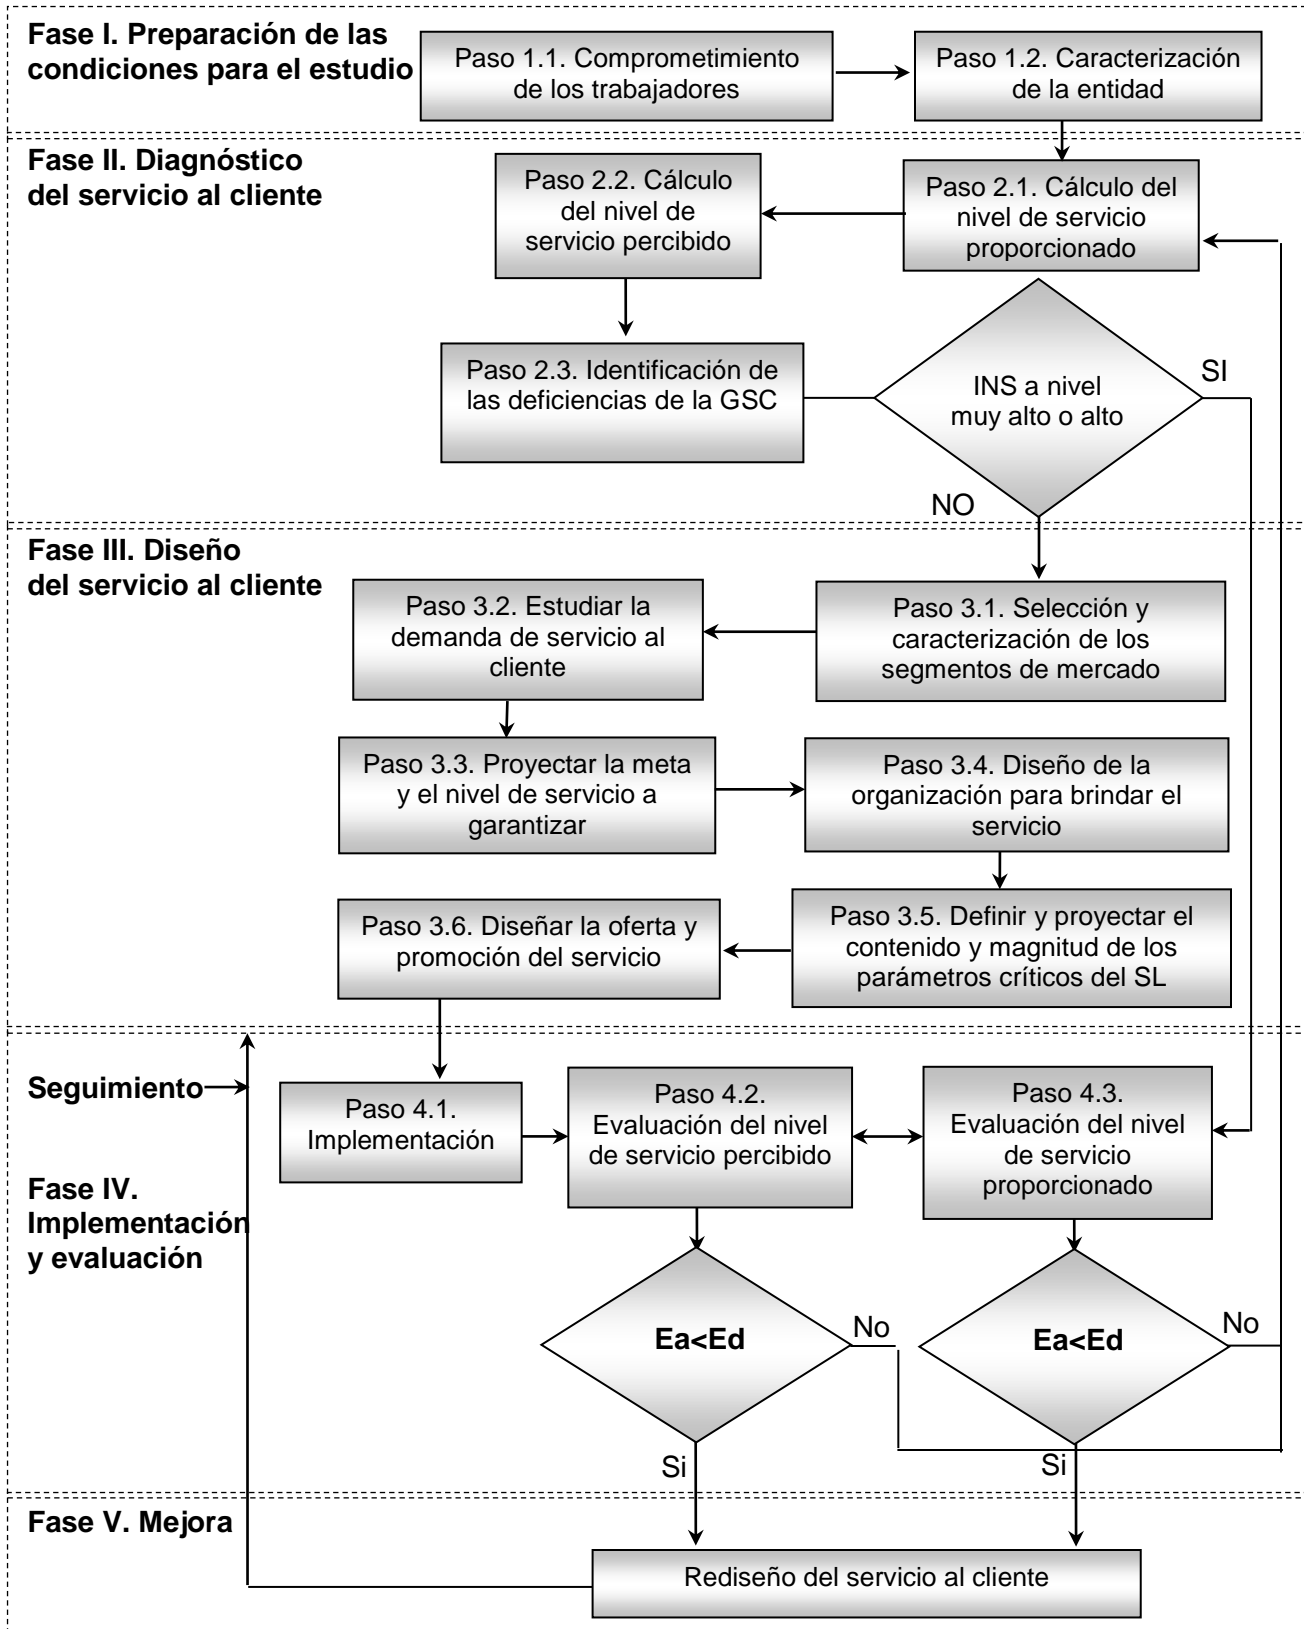 Fase I. Preparación de las
condiciones para el estudio
Paso 1.1. Comprometimiento
de los trabajadores
Paso 1.2. Caracterización
de la entidad
Fase II. Diagnóstico
del servicio al cliente
Paso 2.2. Cálculo
del nivel de
servicio percibido
Paso 2.1. Cálculo del
nivel de servicio
proporcionado
Paso 2.3. Identificación de
las deficiencias de la GSC
INS a nivel
muy alto o alto
SI
NO
Fase III. Diseño
del servicio al cliente
Paso 3.2. Estudiar la
demanda de servicio al
cliente
Paso 3.1. Selección y
caracterización de los
segmentos de mercado
Paso 3.3. Proyectar la meta
y el nivel de servicio a
garantizar
Paso 3.4. Diseño de la
organización para brindar el
servicio
Paso 3.6. Diseñar la oferta y
promoción del servicio
Paso 3.5. Definir y proyectar el
contenido y magnitud de los
parámetros críticos del SL
Seguimiento
Paso 4.1.
Implementación
Paso 4.2.
Evaluación del nivel
de servicio percibido
Paso 4.3.
Evaluación del nivel
de servicio
proporcionado
Fase IV.
Implementación
y evaluación
Ea<Ed
No
Ea<Ed
No
Si
Si
Fase V. Mejora
Rediseño del servicio al cliente